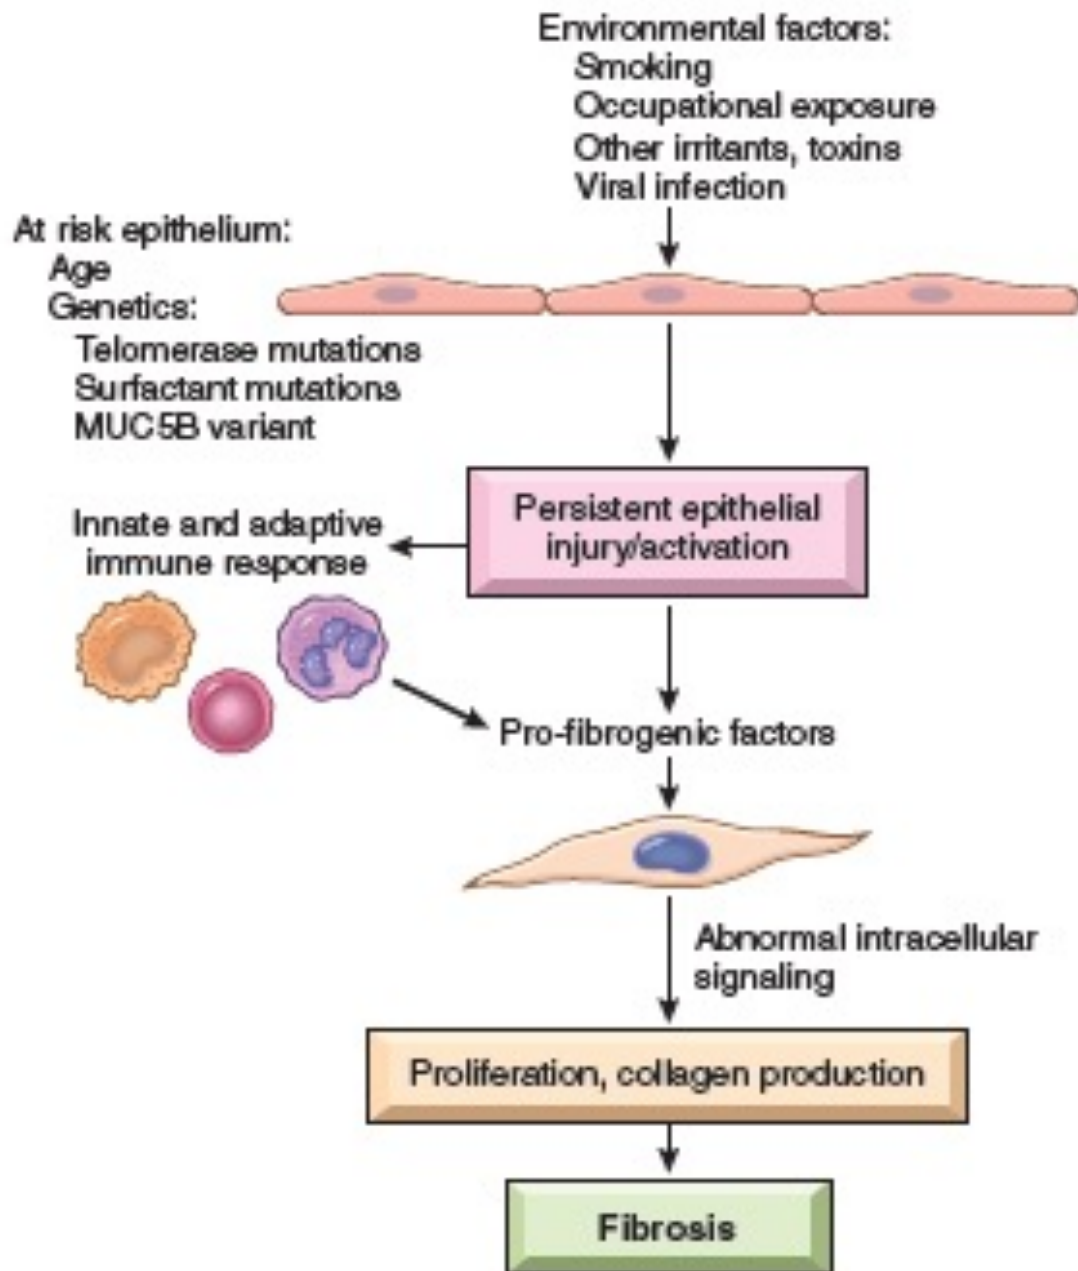 Environmental factors:
Smoking
Occupational exposure
Other irritants, toxins
Viral infection
At risk epithelium:
Age
Genetics:
Telomerase mutations
Surfactant mutations
MUC5B variant
Persistent epithelial
injury/activation
Innate and adaptive
immune response
Pro-fibrogenic factors
Abnormal intracellular
signaling
Proliferation, collagen production
Fibrosis